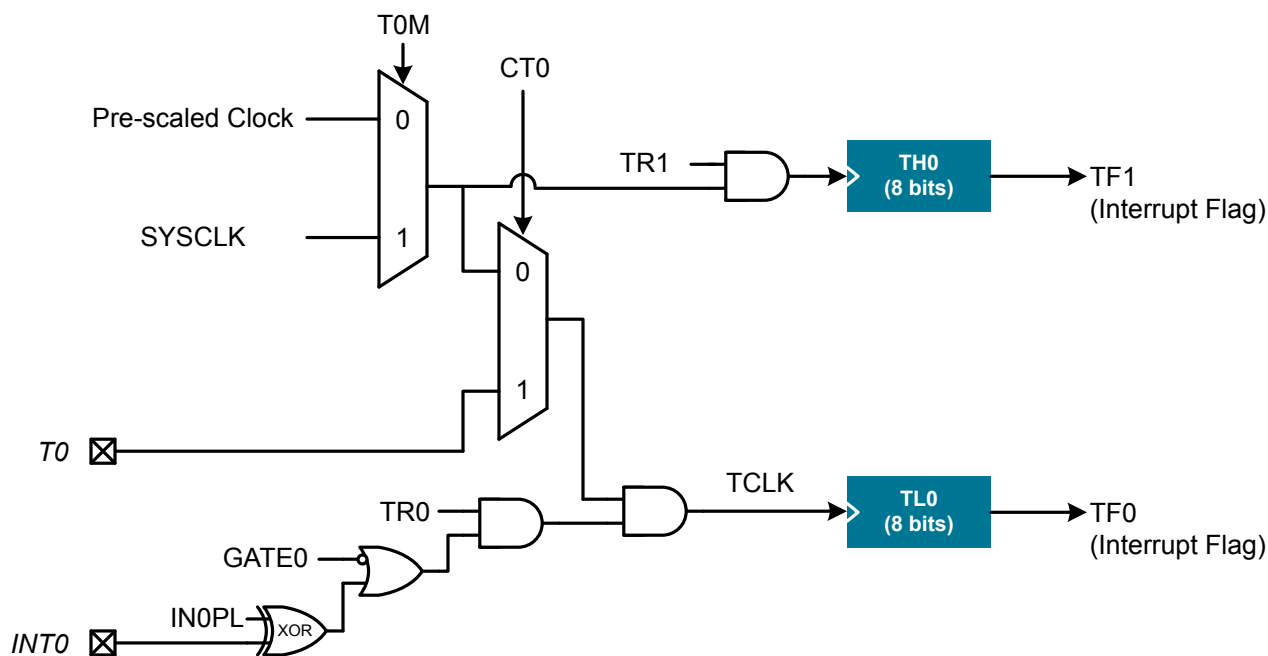 T0M
CT0
Pre-scaled Clock
0
TR1
TH0
(8 bits)
TF1
(Interrupt Flag)
SYSCLK
1
0
1
T0
TCLK
TL0
(8 bits)
TF0
(Interrupt Flag)
TR0
GATE0
IN0PL
XOR
INT0